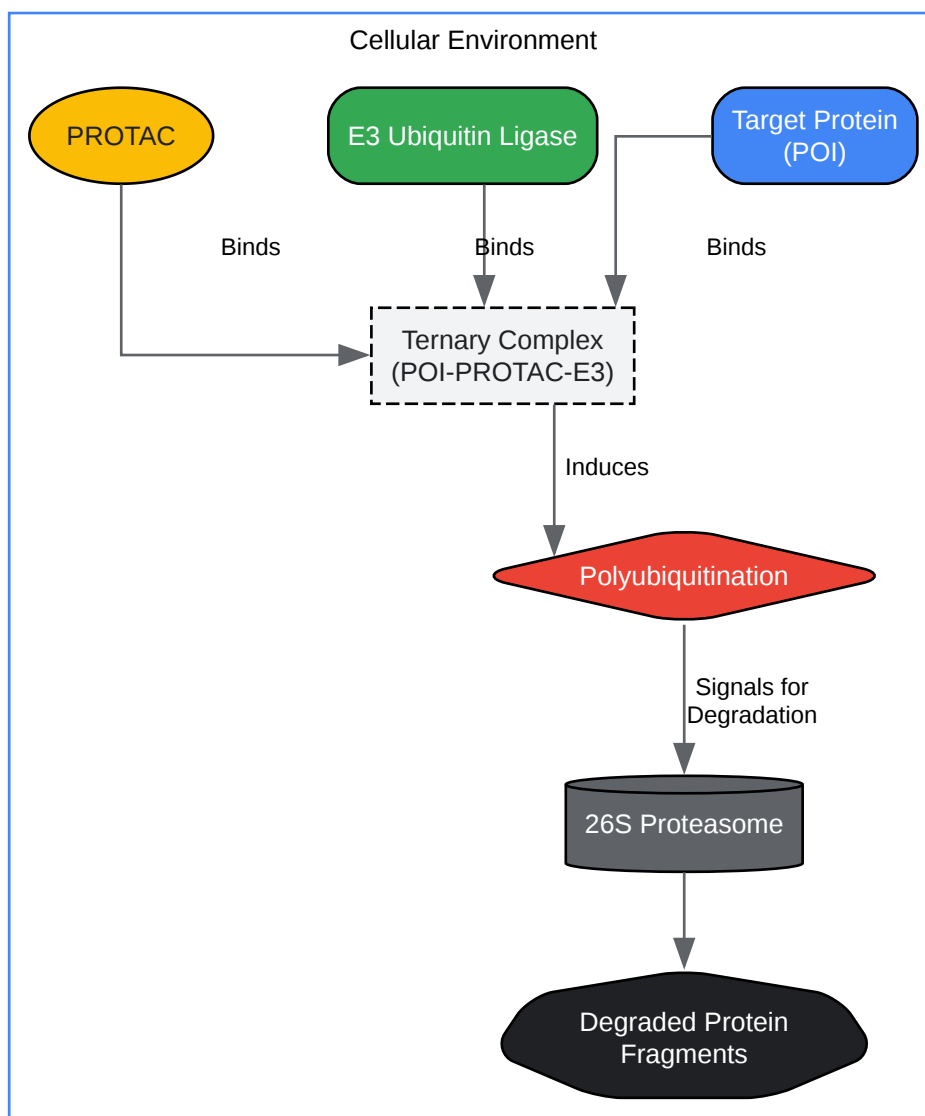 Cellular Environment
PROTAC
E3 Ubiquitin Ligase
Target Protein
(POI)
Binds
Binds
Binds
Ternary Complex
(POI-PROTAC-E3)
Induces
Polyubiquitination
Signals for
Degradation
26S Proteasome
Degraded Protein
Fragments